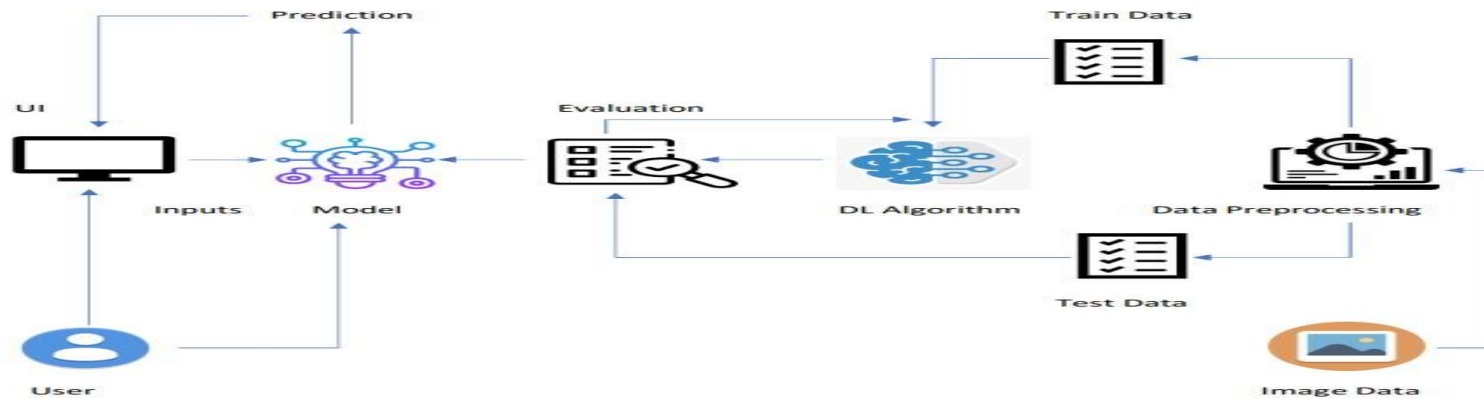 Prediction
Train Data
UI
Evaluation
Inputs
Model
DL Algorithm
Data Preprocessing
Test Data
User
Image Data